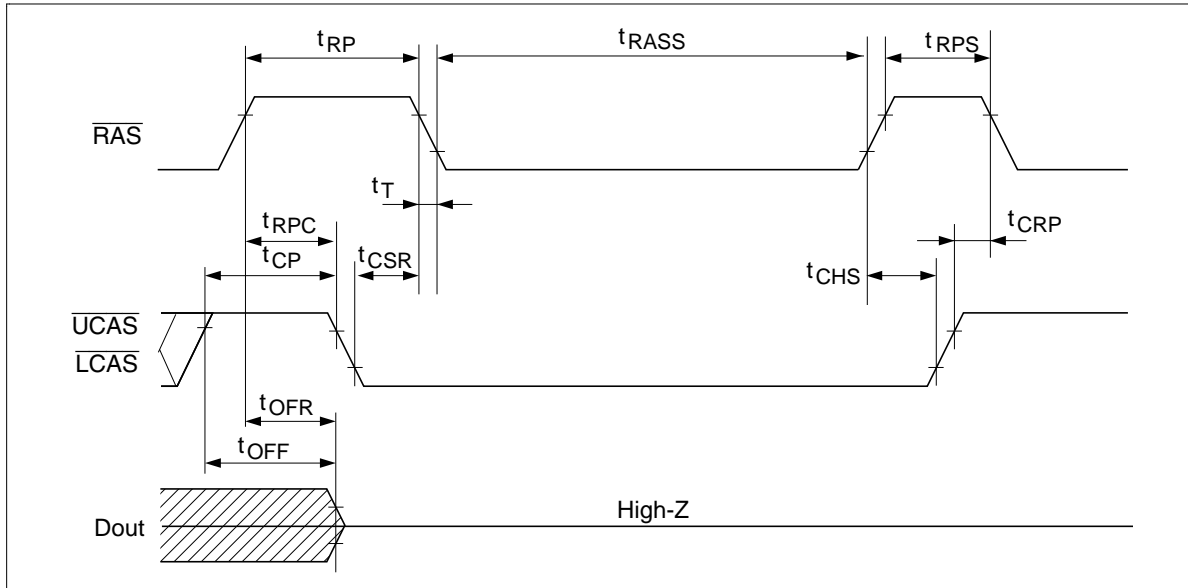 tRP
tRASS
tRPS
RAS
tT
tRPC
tCRP
tCP
tCSR
tCHS
UCAS
LCAS
tOFR
tOFF
High-Z
Dout